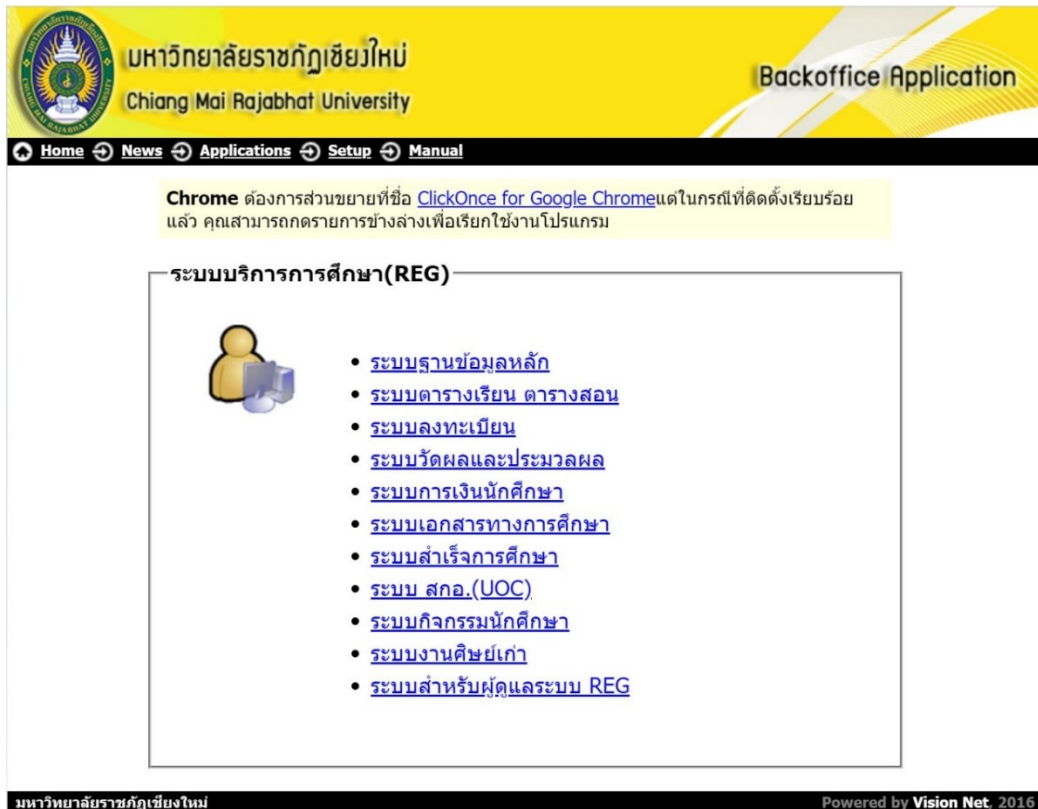 มหาวิทยาลัยราชภัฏเชียงใหม่
Chiang Mai Rajabhat University
Backoffice Application
Home News Applications Setup Manual
Chrome ต้องการส่วนขยายที่ชื่อ ClickOnce for Google Chromeแต่ในกรณีที่ติดตั้งเรียบร้อย
แล้ว คุณสามารถกดรายการข้างล่างเพื่อเรียกใช้งานโปรแกรม
ระบบบริการการศึกษา(REG)
ระบบฐานข้อมูลหลัก
ระบบตารางเรียน ตารางสอน
ระบบลงทะเบียน
ระบบวัดผลและประมวลผล
ระบบการเงินนักศึกษา
ระบบเอกสารทางการศึกษา
ระบบสำเร็จการศึกษา
ระบบ สกอ.(UOC)
ระบบกิจกรรมนักศึกษา
ระบบงานศิษย์เก่า
ระบบสำหรับผู้ดูแลระบบ REG
มหาวิทยาลัยราชภัฏเชียงใหม่
Powered by Vision Net, 2016